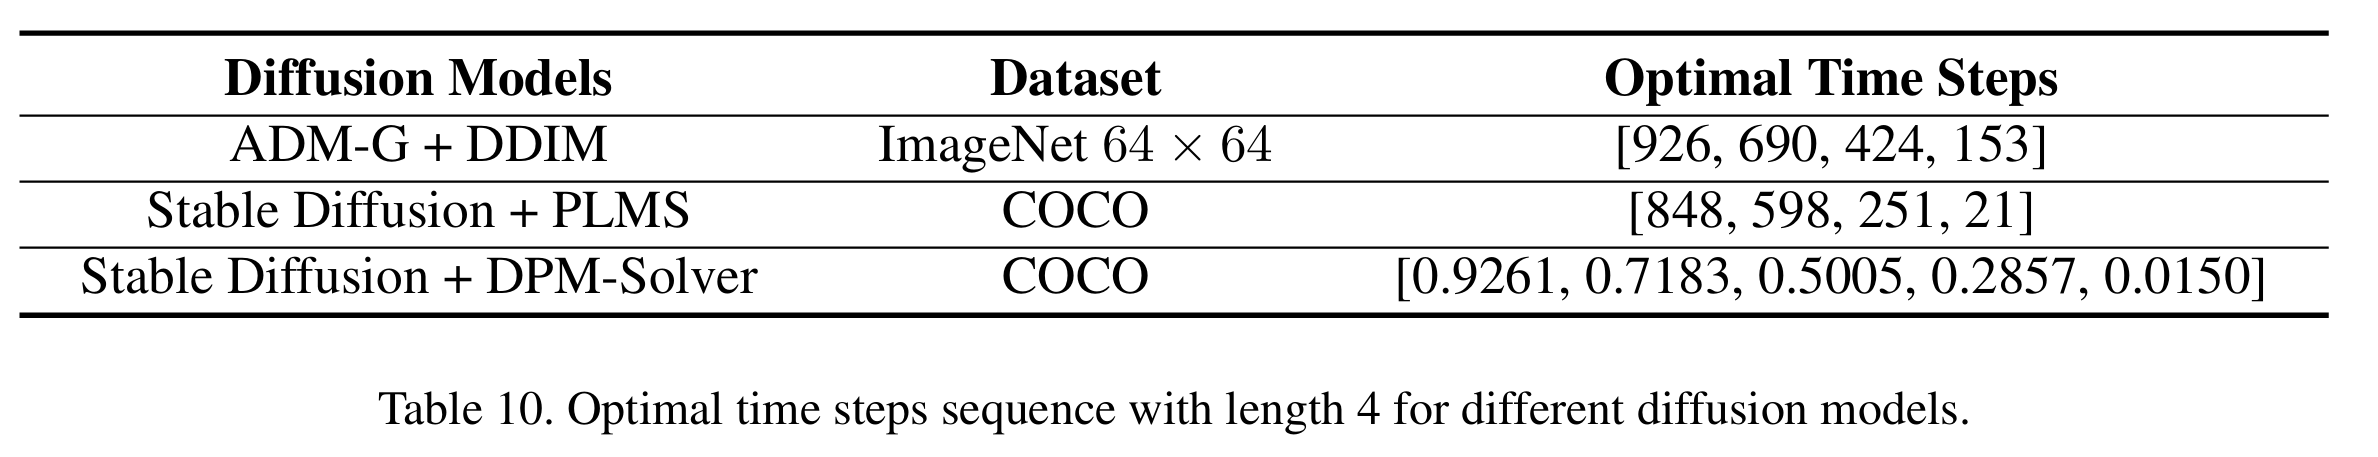 Diffusion Models Dataset Optimal Time Steps
ADM-G + DDIM ImageNet 64 × 64 [926, 690, 424, 153]
Stable Diffusion + PLMS COCO [848, 598, 251, 21]
Stable Diffusion + DPM-Solver COCO [0.9261, 0.7183, 0.5005, 0.2857, 0.0150]
Table 10. Optimal time steps sequence with length 4 for different diffusion models.